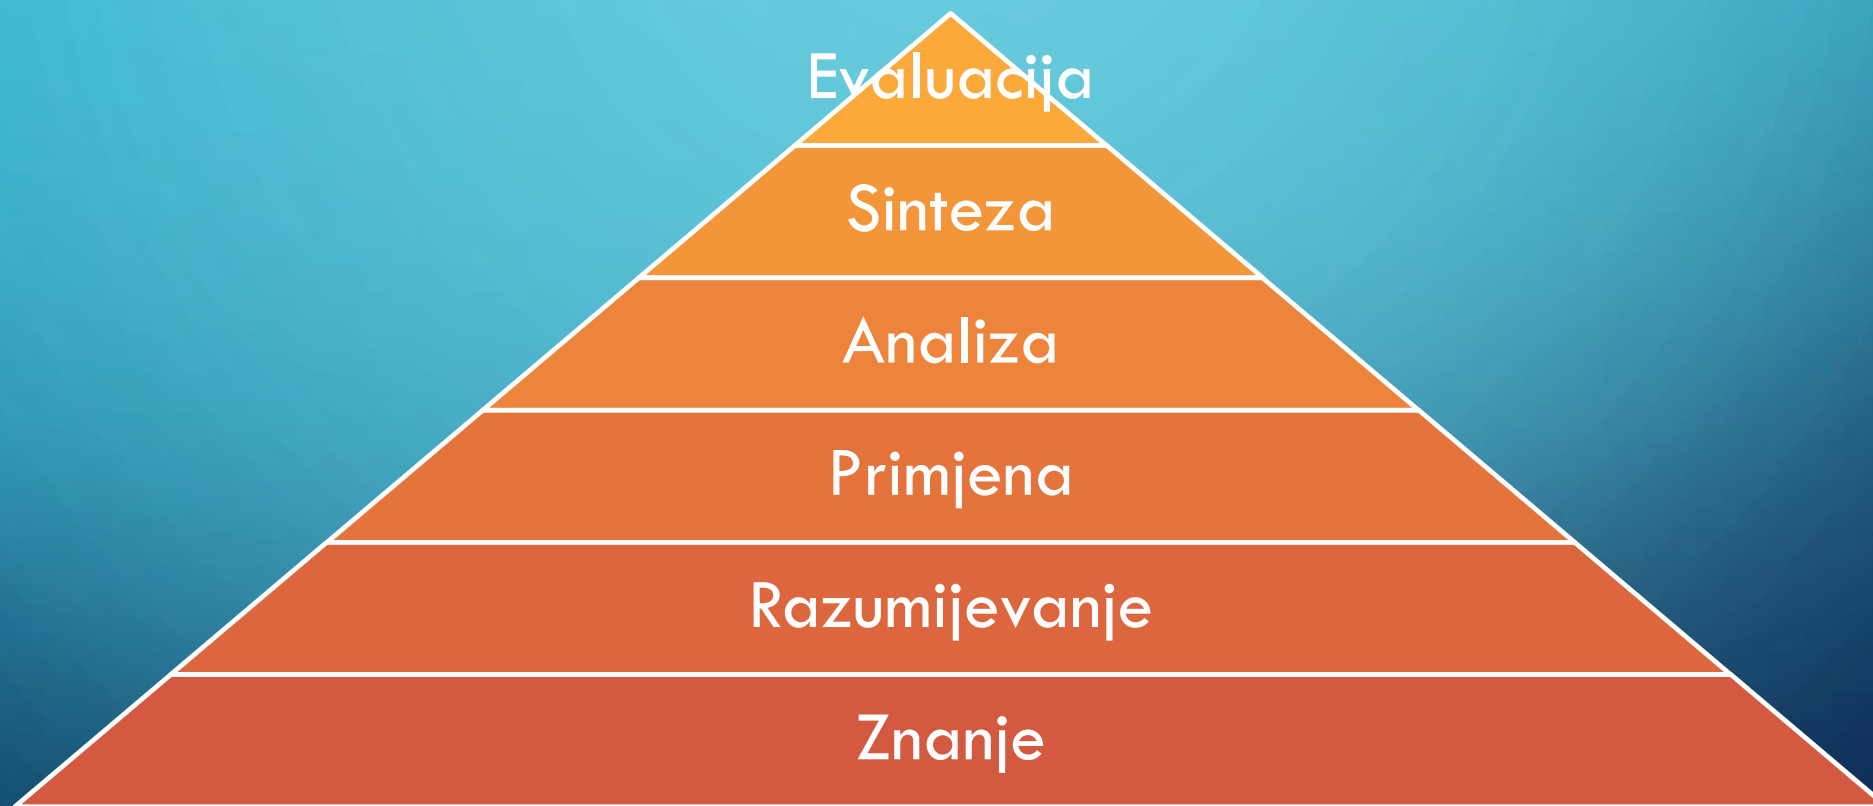 Evaluacija
Sinteza
Analiza
Primjena
Razumijevanje
Znanje